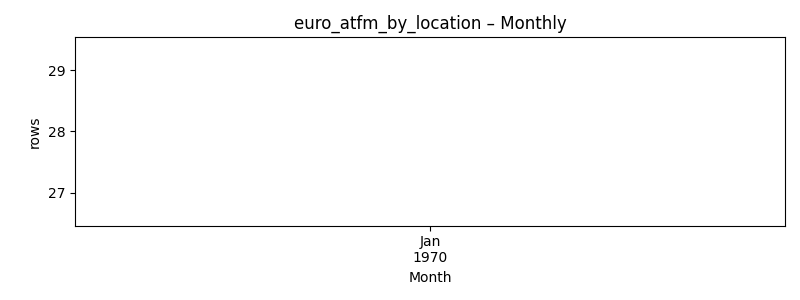 euro_atfm_by_location – Monthly
29
28
27
rows
Jan
1970
Month